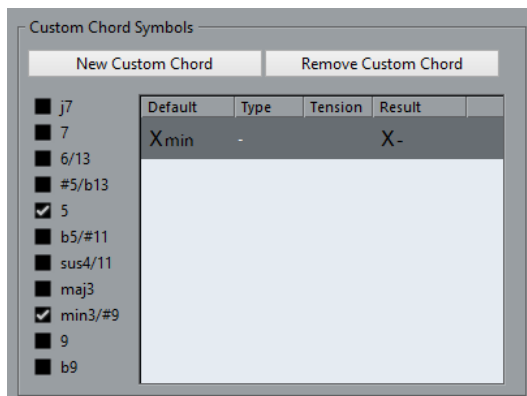 Custom Chord Symbols
New Custom Chord Remove Custom Chord
j7
7
6/13
#5/b13
5
b5/#11
sus4/11
maj3
min3/#9
9
b9
Default Type Tension Result
Xmin - X-